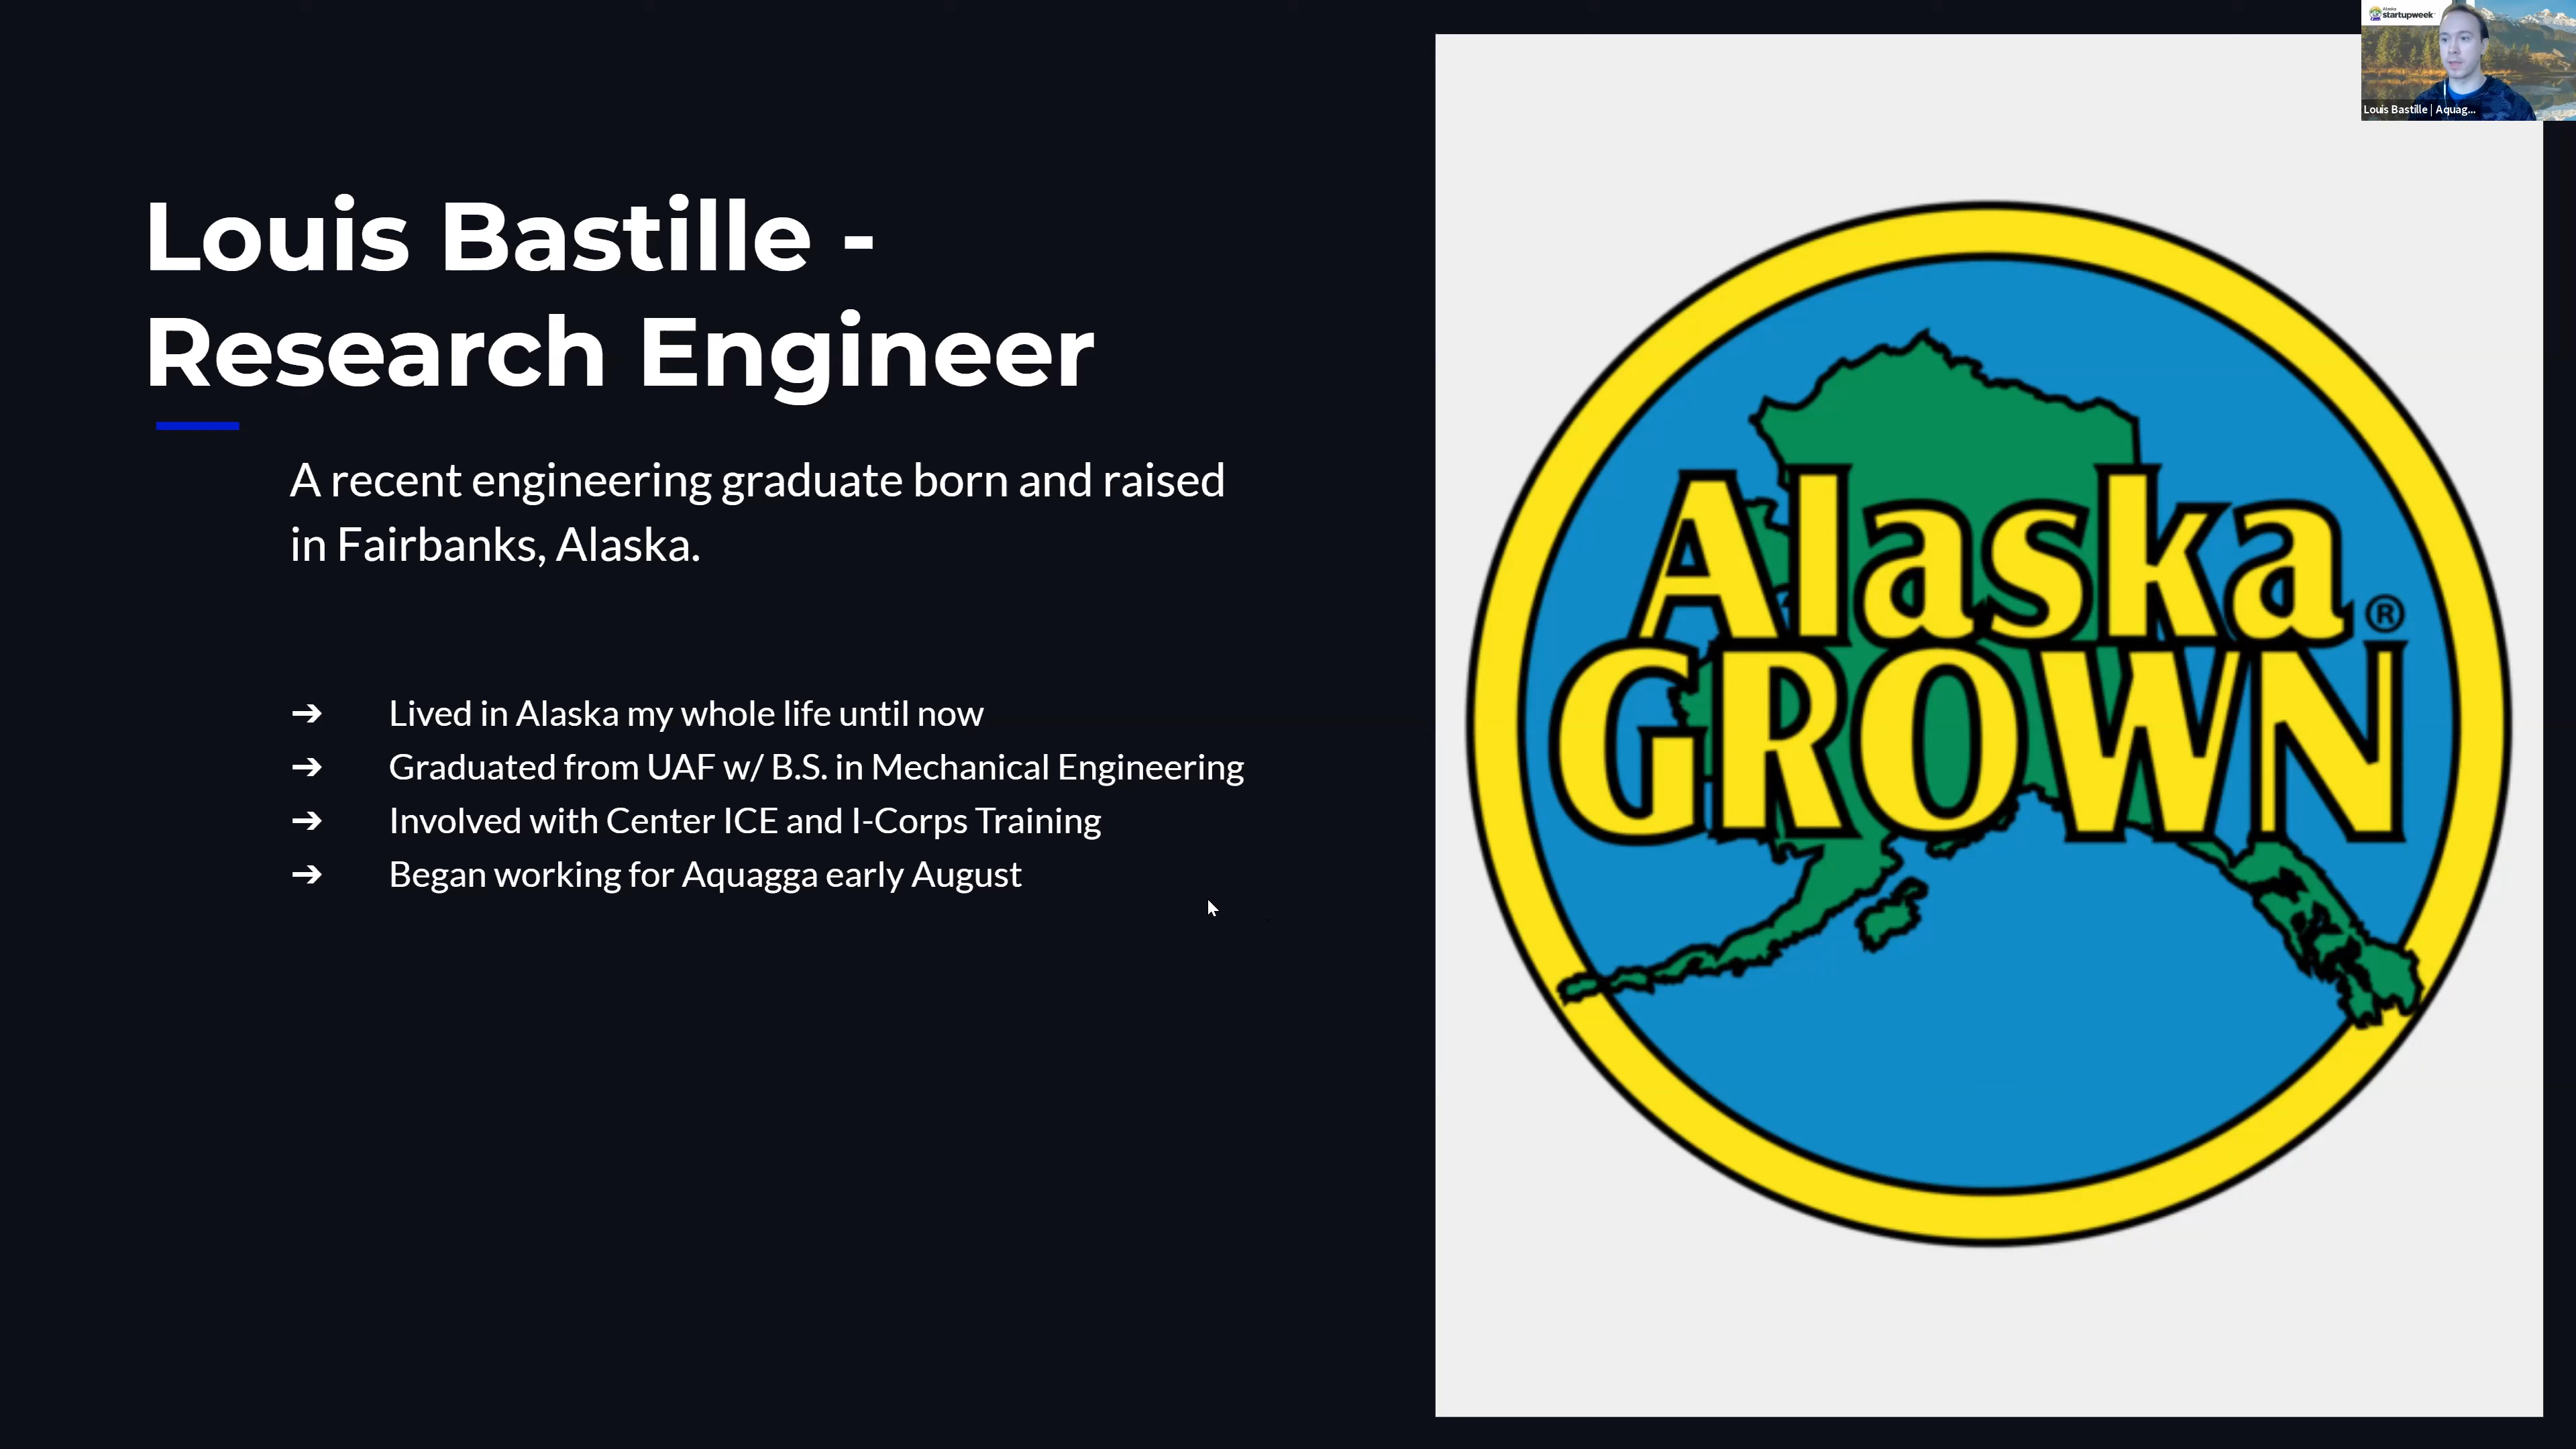 Louis Bastille -
Research Engineer
A recent engineering graduate born and raised
in Fairbanks, Alaska.
➔ Lived in Alaska my whole life until now
➔ Graduated from UAF w/ B.S. in Mechanical Engineering
➔ Involved with Center ICE and I-Corps Training
➔ Began working for Aquagga early August
Alaska
GROWN®
Alaska
startupweek
Louis Bastille | Aquag...